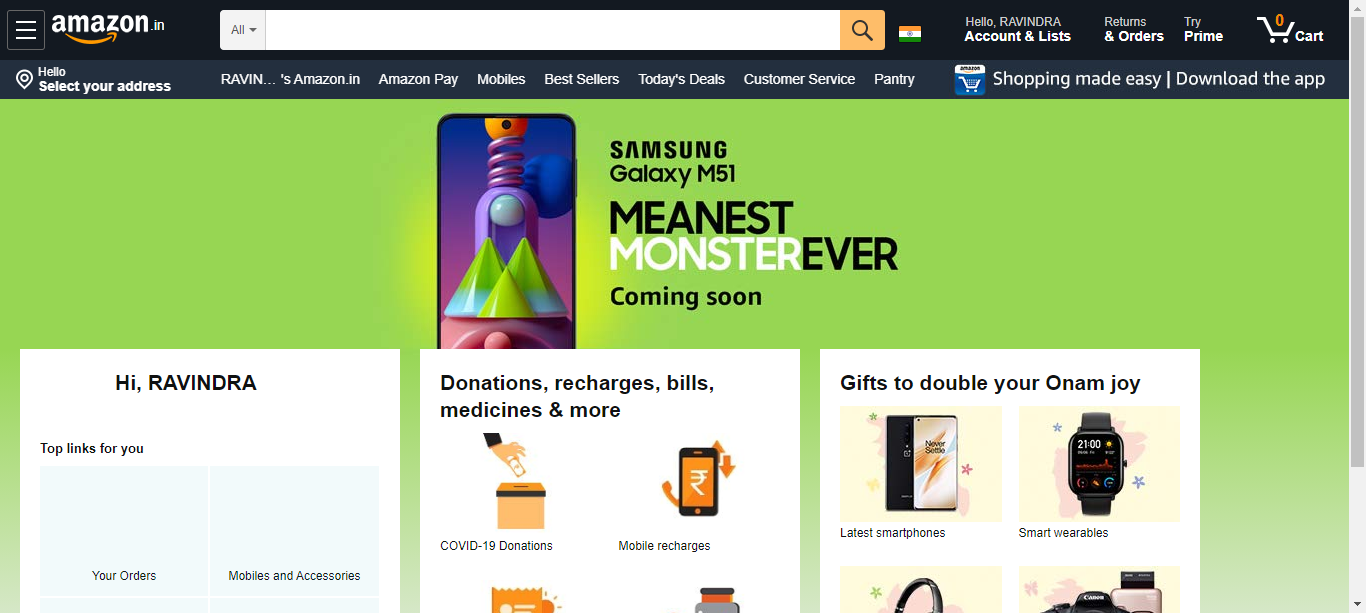 amazon.in
All
Hello, RAVINDRA
Account & Lists
Returns
& Orders
Try
Prime
0
Cart
Hello
Select your address
RAVIN... 's Amazon.in
Amazon Pay
Mobiles
Best Sellers
Today's Deals
Customer Service
Pantry
amazon
Shopping made easy | Download the app
SAMSUNG
Galaxy M51
MEANEST
MONSTEREVER
Coming soon
Hi, RAVINDRA
Top links for you
Your Orders
Mobiles and Accessories
Donations, recharges, bills,
medicines & more
₹
COVID-19 Donations
Mobile recharges
Gifts to double your Onam joy
Never
Settle
21:00
Latest smartphones
Smart wearables
Canon